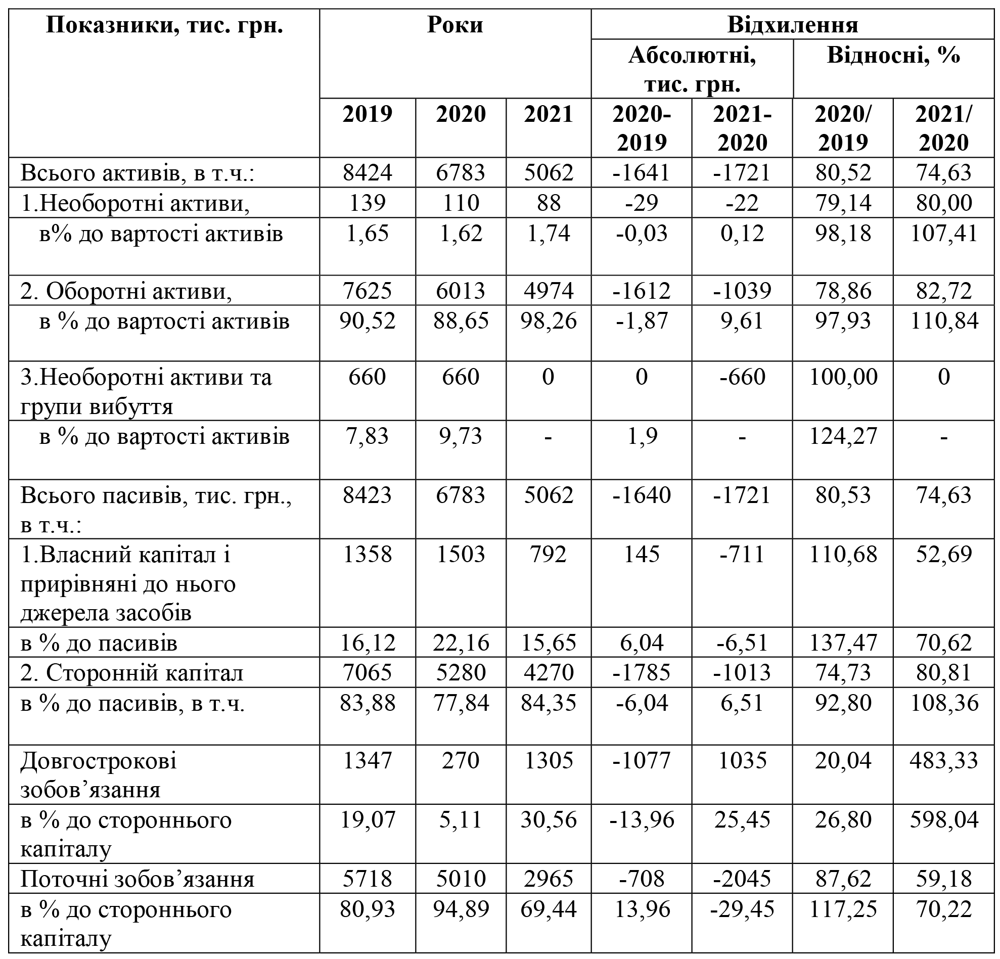 Показники, тис. грн. Роки Відхилення
Абсолютні, Відносні, %
тис. грн.
2019 2020 2021 2020- 2021- 2020/ 2021/
2019 2020 2019 2020
Всього активів, в т.ч.: 8424 6783 5062 -1641 -1721 80,52 74,63
1.Необоротні активи, 139 110 88 -29 -22 79,14 80,00
в% до вартості активів 1,65 1,62 1,74 -0,03 0,12 98,18 107,41
2. Оборотні активи, 7625 6013 4974 -1612 -1039 78,86 82,72
в % до вартості активів 90,52 88,65 98,26 -1,87 9,61 97,93 110,84
3.Необоротні активи та 660 660 0 0 -660 100,00 0
групи вибуття
в % до вартості активів 7,83 9,73 - 1,9 - 124,27 -
Всього пасивів, тис. грн., 8423 6783 5062 -1640 -1721 80,53 74,63
в т.ч.:
1.Власний капітал і 1358 1503 792 145 -711 110,68 52,69
прирівняні до нього
джерела засобів
в % до пасивів 16,12 22,16 15,65 6,04 -6,51 137,47 70,62
2. Сторонній капітал 7065 5280 4270 -1785 -1013 74,73 80,81
в % до пасивів, в т.ч. 83,88 77,84 84,35 -6,04 6,51 92,80 108,36
Довгострокові 1347 270 1305 -1077 1035 20,04 483,33
зобов’язання
в % до стороннього 19,07 5,11 30,56 -13,96 25,45 26,80 598,04
капіталу
Поточні зобов’язання 5718 5010 2965 -708 -2045 87,62 59,18
в % до стороннього 80,93 94,89 69,44 13,96 -29,45 117,25 70,22
капіталу